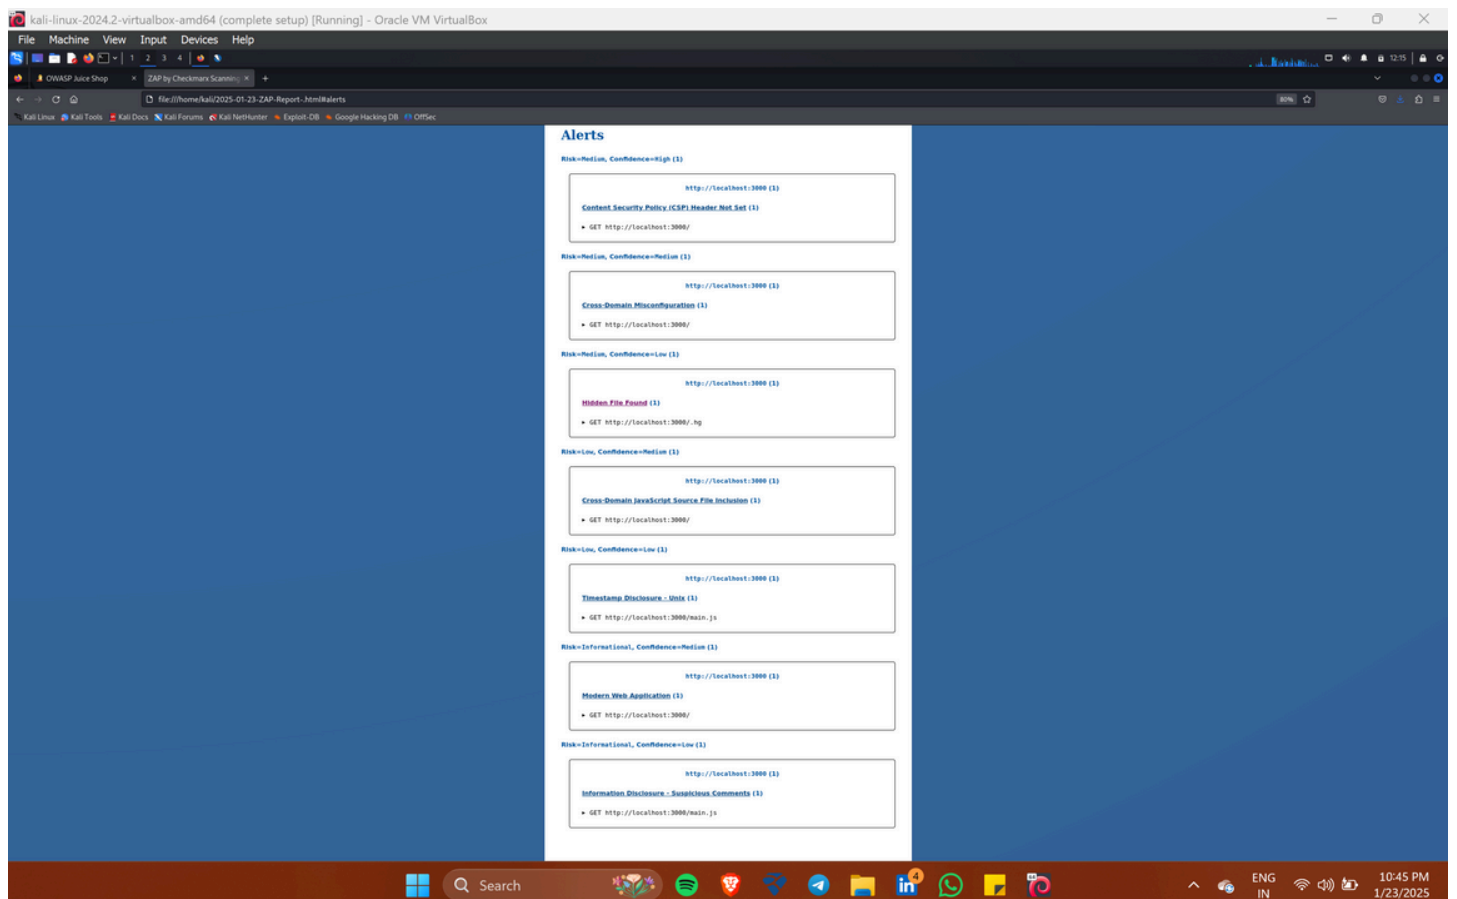 kali-linux-2024.2-virtualbox-amd64 (complete setup) [Running] - Oracle VM VirtualBox
File Machine View Input Devices Help
1 2 3 4 12:15
OWASP Juice Shop × ZAP by Checkmarx Scanning × +
file:///home/kali/2025-01-23-ZAP-Report-.html#alerts 80%
Kali Linux Kali Tools Kali Docs Kali Forums Kali NetHunter Exploit-DB Google Hacking DB OffSec
Alerts
Risk=Medium, Confidence=High (1)
http://localhost:3000 (1)
Content Security Policy (CSP) Header Not Set (1)
▸ GET http://localhost:3000/
Risk=Medium, Confidence=Medium (1)
http://localhost:3000 (1)
Cross-Domain Misconfiguration (1)
▸ GET http://localhost:3000/
Risk=Medium, Confidence=Low (1)
http://localhost:3000 (1)
Hidden File Found (1)
▸ GET http://localhost:3000/.hg
Risk=Low, Confidence=Medium (1)
http://localhost:3000 (1)
Cross-Domain JavaScript Source File Inclusion (1)
▸ GET http://localhost:3000/
Risk=Low, Confidence=Low (1)
http://localhost:3000 (1)
Timestamp Disclosure - Unix (1)
▸ GET http://localhost:3000/main.js
Risk=Informational, Confidence=Medium (1)
http://localhost:3000 (1)
Modern Web Application (1)
▸ GET http://localhost:3000/
Risk=Informational, Confidence=Low (1)
http://localhost:3000 (1)
Information Disclosure - Suspicious Comments (1)
▸ GET http://localhost:3000/main.js
Search 4 ENG 10:45 PM
IN 1/23/2025